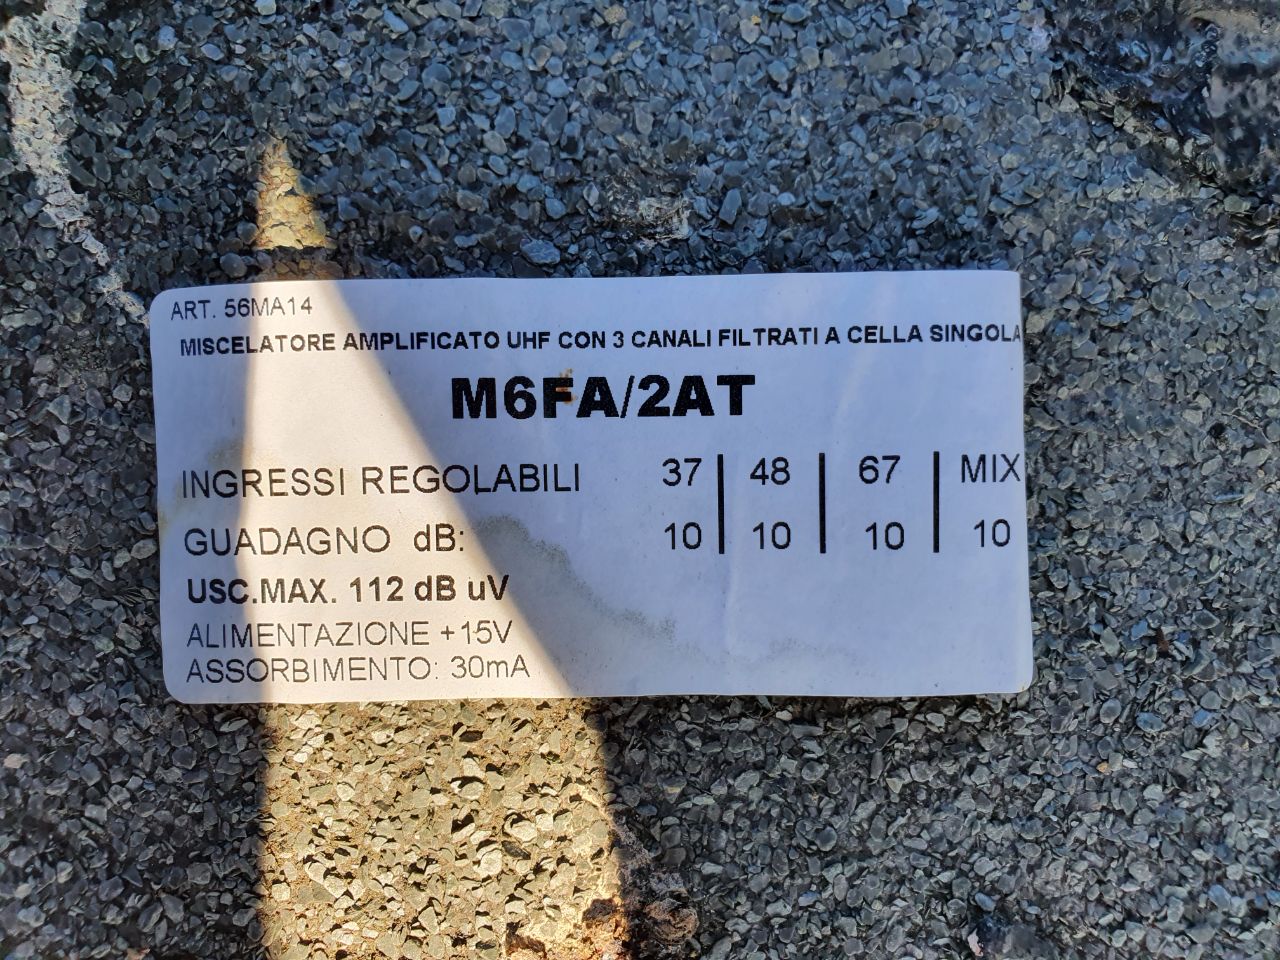 ART. 56MA14
MISCELATORE AMPLIFICATO UHF CON 3 CANALI FILTRATI A CELLA SINGOLA
M6FA/2AT
INGRESSI REGOLABILI 37 | 48 | 67 | MIX
GUADAGNO dB: 10 | 10 | 10 | 10
USC.MAX. 112 dB uV
ALIMENTAZIONE +15V
ASSORBIMENTO: 30mA